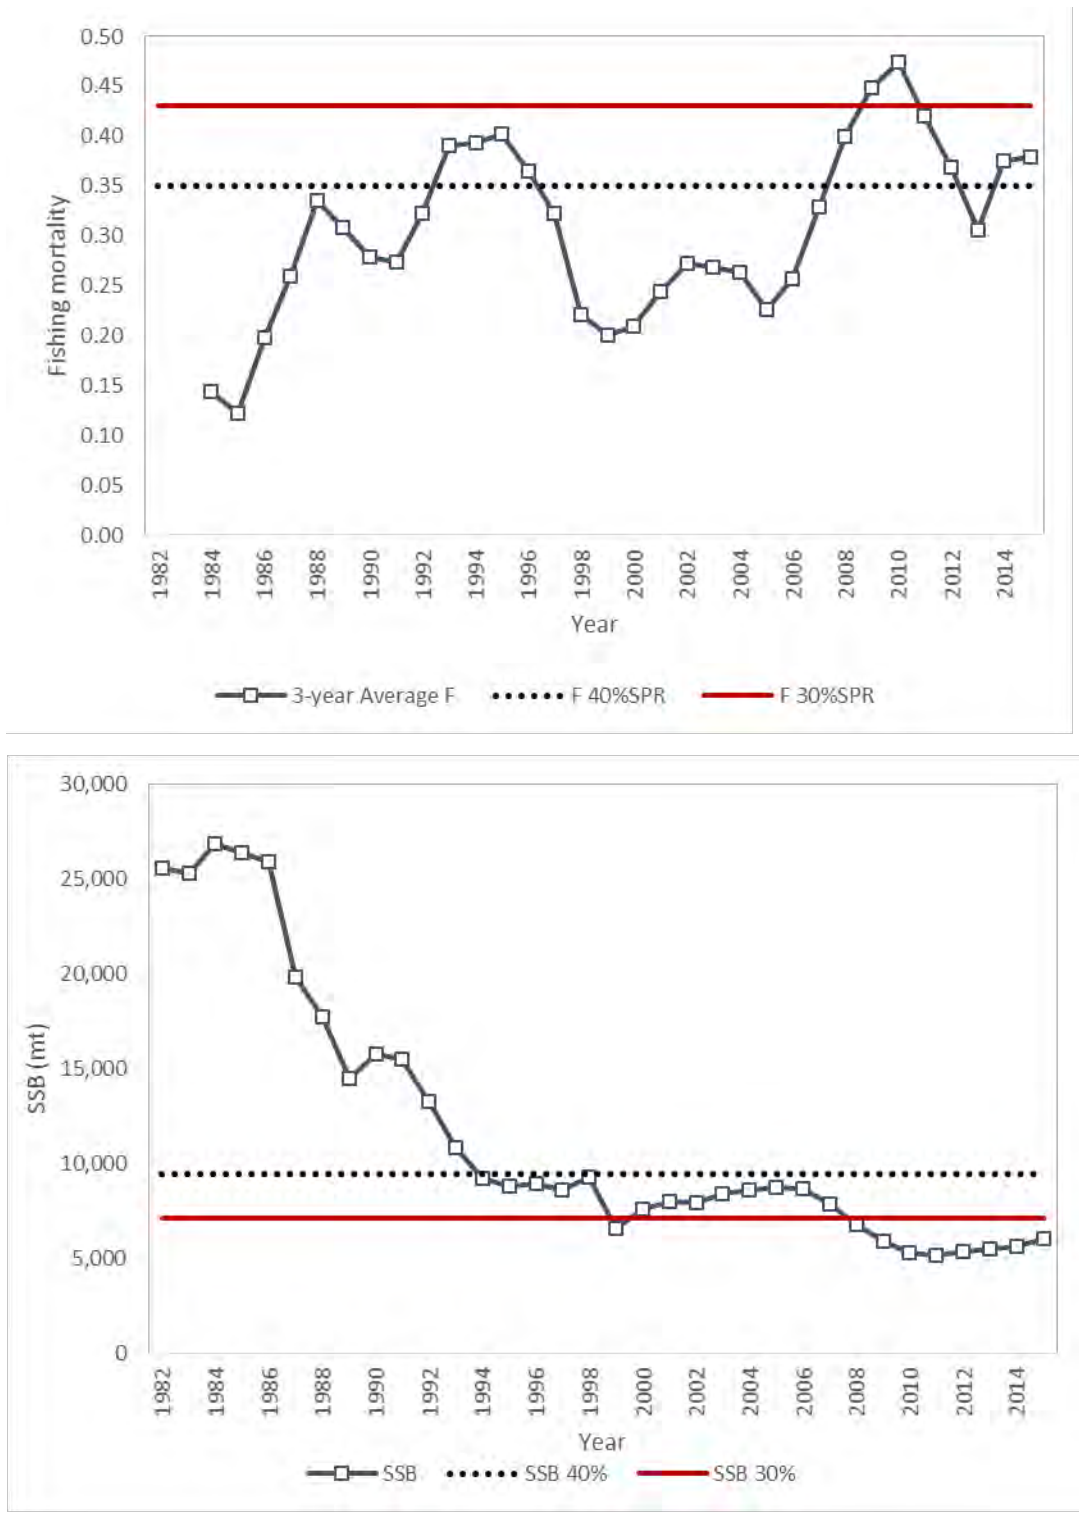 0.50
0.45
0.40
0.35
0.30
0.25
0.20
0.15
0.10
0.05
0.00
Fishing mortality
1982 1984 1986 1988 1990 1992 1994 1996 1998 2000 2002 2004 2006 2008 2010 2012 2014
Year
3-year Average F F 40%SPR F 30%SPR
30,000
25,000
20,000
15,000
10,000
5,000
0
SSB (mt)
1982 1984 1986 1988 1990 1992 1994 1996 1998 2000 2002 2004 2006 2008 2010 2012 2014
Year
SSB SSB 40% SSB 30%